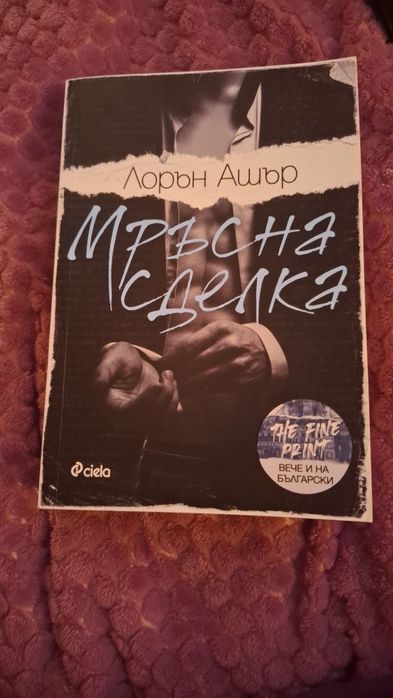 Лорън Ашър
Мръсна
сделка
THE FINE
PRINT
ВЕЧЕ И НА
БЪЛГАРСКИ
ciela